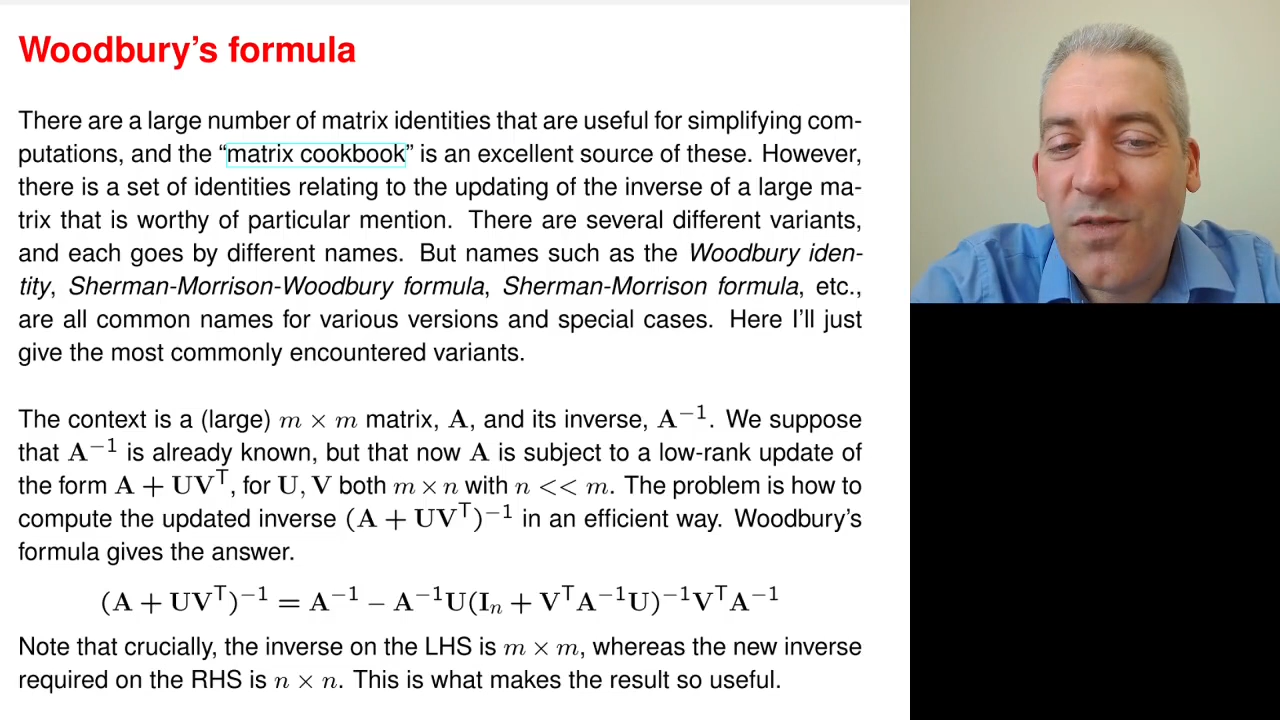 Woodbury's formula
There are a large number of matrix identities that are useful for simplifying com-
putations, and the “matrix cookbook” is an excellent source of these. However,
there is a set of identities relating to the updating of the inverse of a large ma-
trix that is worthy of particular mention. There are several different variants,
and each goes by different names. But names such as the Woodbury iden-
tity, Sherman-Morrison-Woodbury formula, Sherman-Morrison formula, etc.,
are all common names for various versions and special cases. Here I'll just
give the most commonly encountered variants.
The context is a (large) m × m matrix, A, and its inverse, A⁻¹. We suppose
that A⁻¹ is already known, but that now A is subject to a low-rank update of
the form A + UVᵀ, for U, V both m × n with n << m. The problem is how to
compute the updated inverse (A + UVᵀ)⁻¹ in an efficient way. Woodbury's
formula gives the answer.
(A + UVᵀ)⁻¹ = A⁻¹ − A⁻¹U(Iₙ + VᵀA⁻¹U)⁻¹VᵀA⁻¹
Note that crucially, the inverse on the LHS is m × m, whereas the new inverse
required on the RHS is n × n. This is what makes the result so useful.